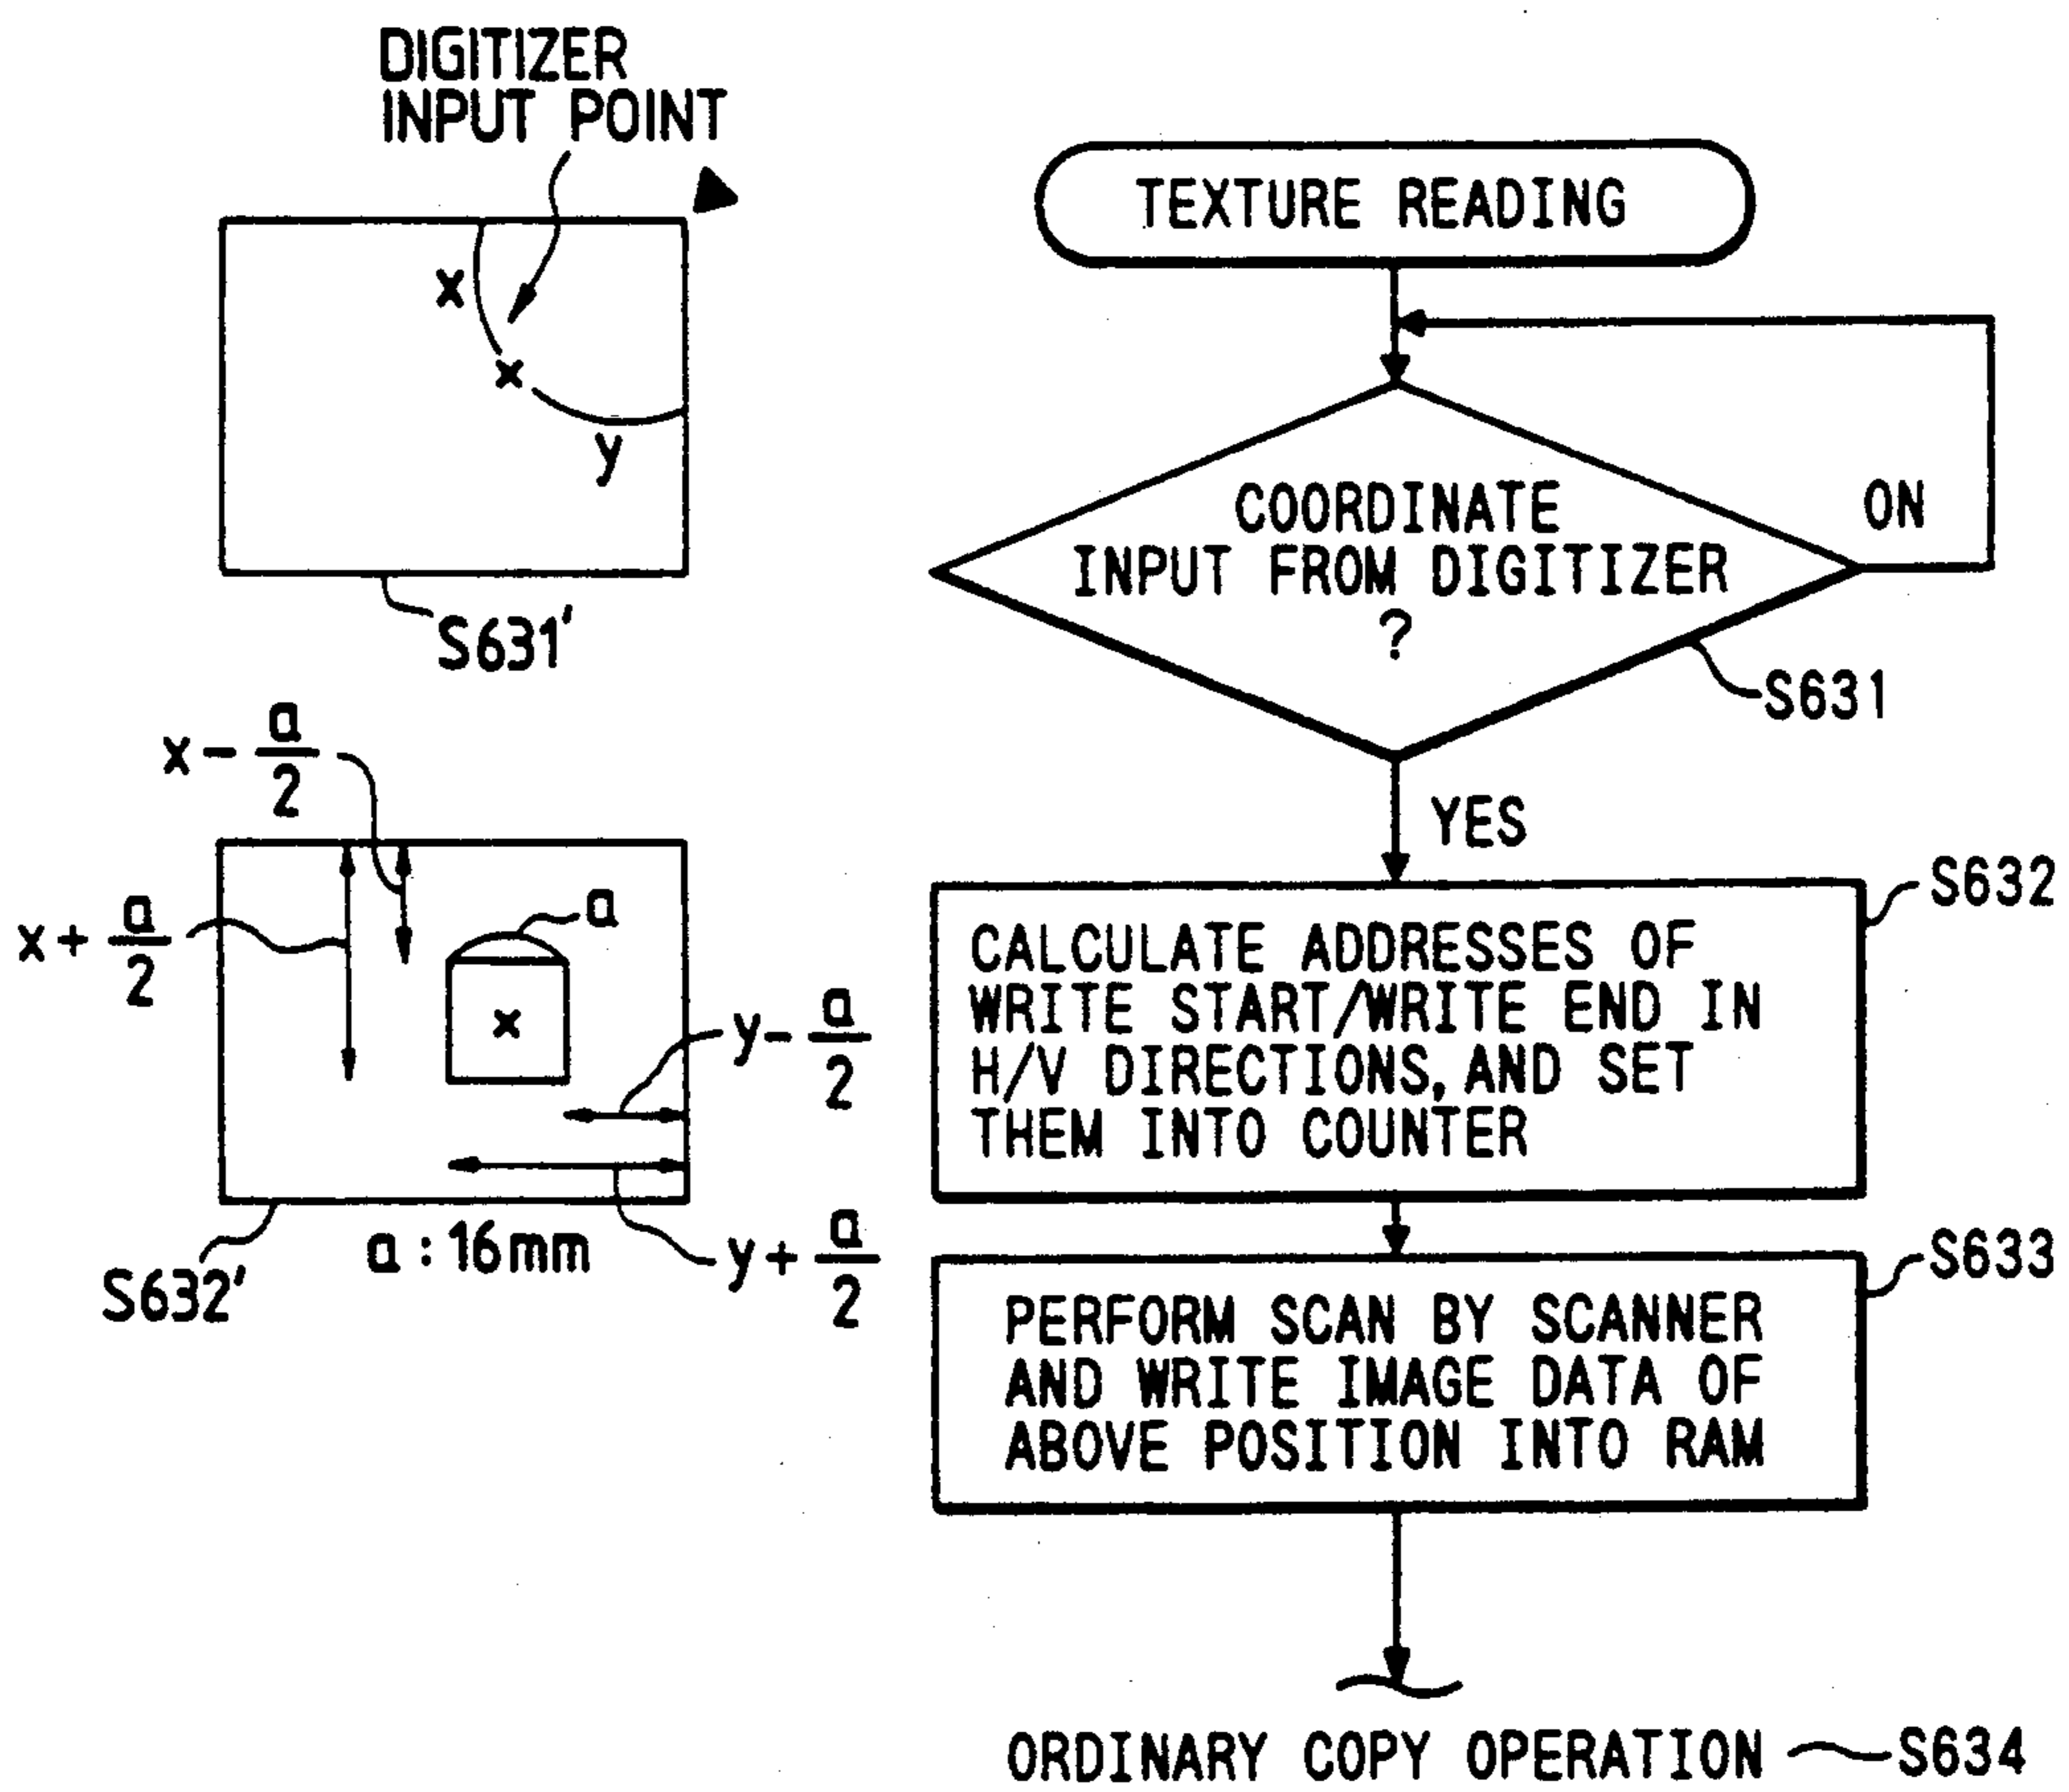 DIGITIZER
INPUT POINT
x
x
y
S631'
x - a/2
x + a/2
a
x
y - a/2
y + a/2
a : 16mm
S632'
TEXTURE READING
ON
COORDINATE
INPUT FROM DIGITIZER
?
S631
YES
S632
CALCULATE ADDRESSES OF
WRITE START/WRITE END IN
H/V DIRECTIONS, AND SET
THEM INTO COUNTER
S633
PERFORM SCAN BY SCANNER
AND WRITE IMAGE DATA OF
ABOVE POSITION INTO RAM
ORDINARY COPY OPERATION S634